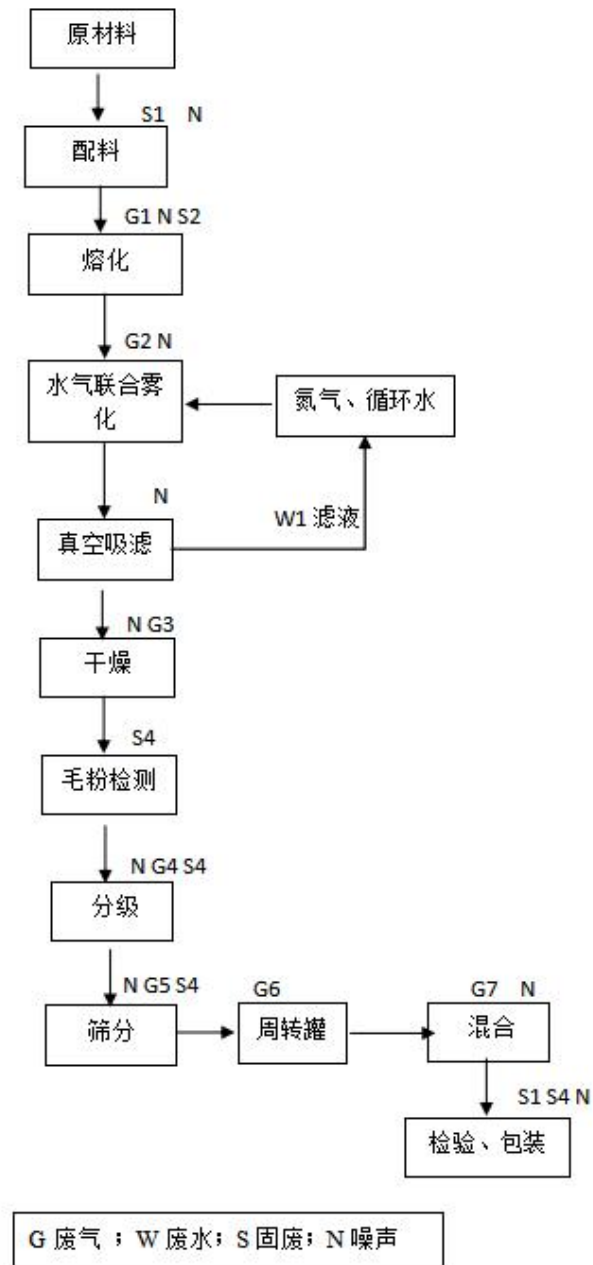 原材料
S1 N
配料
G1 N S2
熔化
G2 N
水气联合雾
化
氮气、循环水
N
W1 滤液
真空吸滤
N G3
干燥
S4
毛粉检测
N G4 S4
分级
N G5 S4
筛分
G6
周转罐
G7 N
混合
S1 S4 N
检验、包装
G 废气 ；W 废水；S 固废；N 噪声